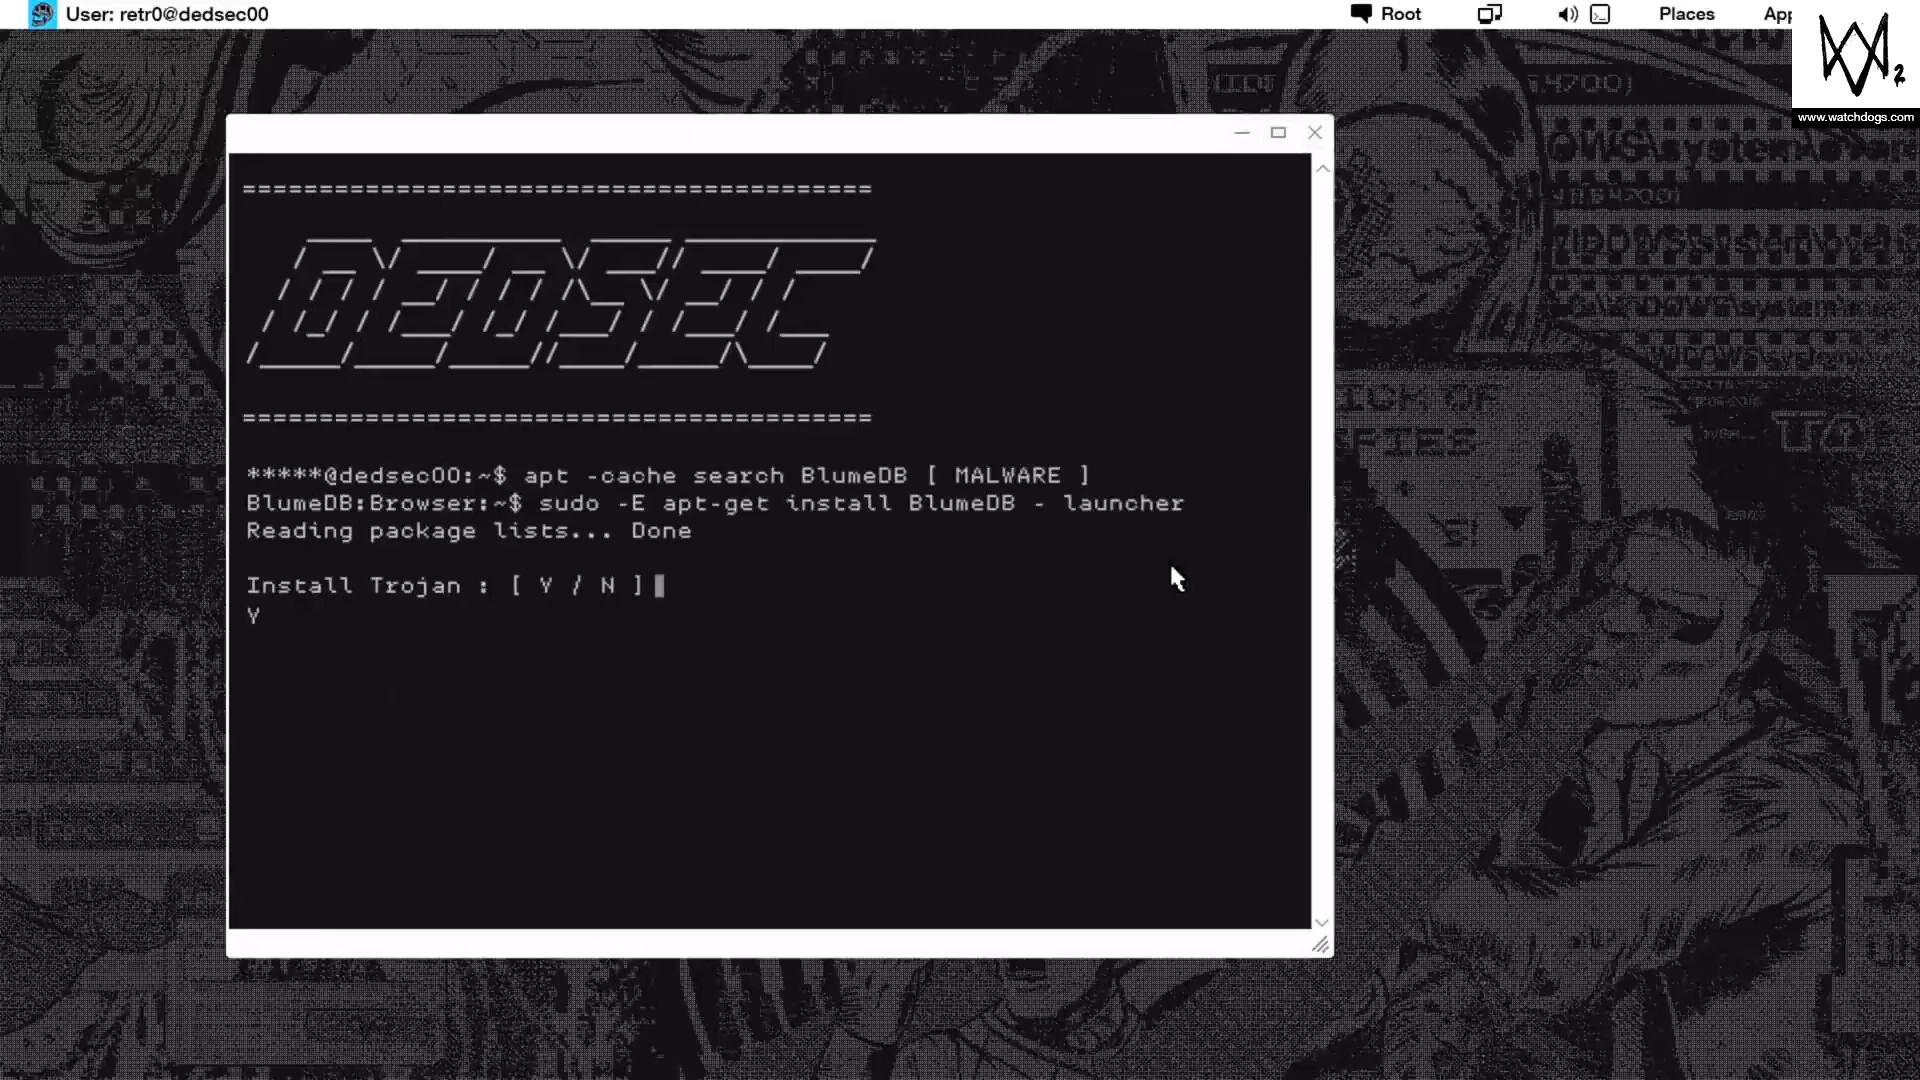 User: retr0@dedsec00
Root
Places
App
2
www.watchdogs.com
=========================================
DEDSEC
=========================================
*****@dedsec00:~$ apt -cache search BlumeDB [ MALWARE ]
BlumeDB:Browser:~$ sudo -E apt-get install BlumeDB - launcher
Reading package lists... Done
Install Trojan : [ Y / N ]
Y